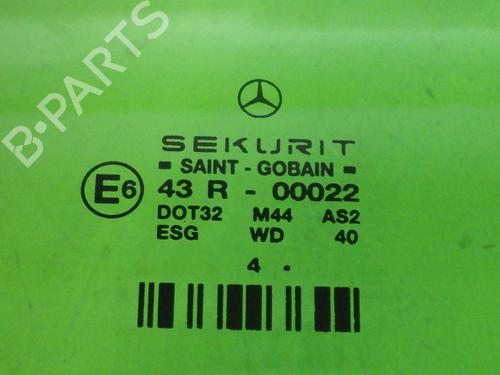 B-PARTS
SEKURIT
SAINT - GOBAIN
E6 43 R - 00022
DOT32 M44 AS2
ESG WD 40
4 .